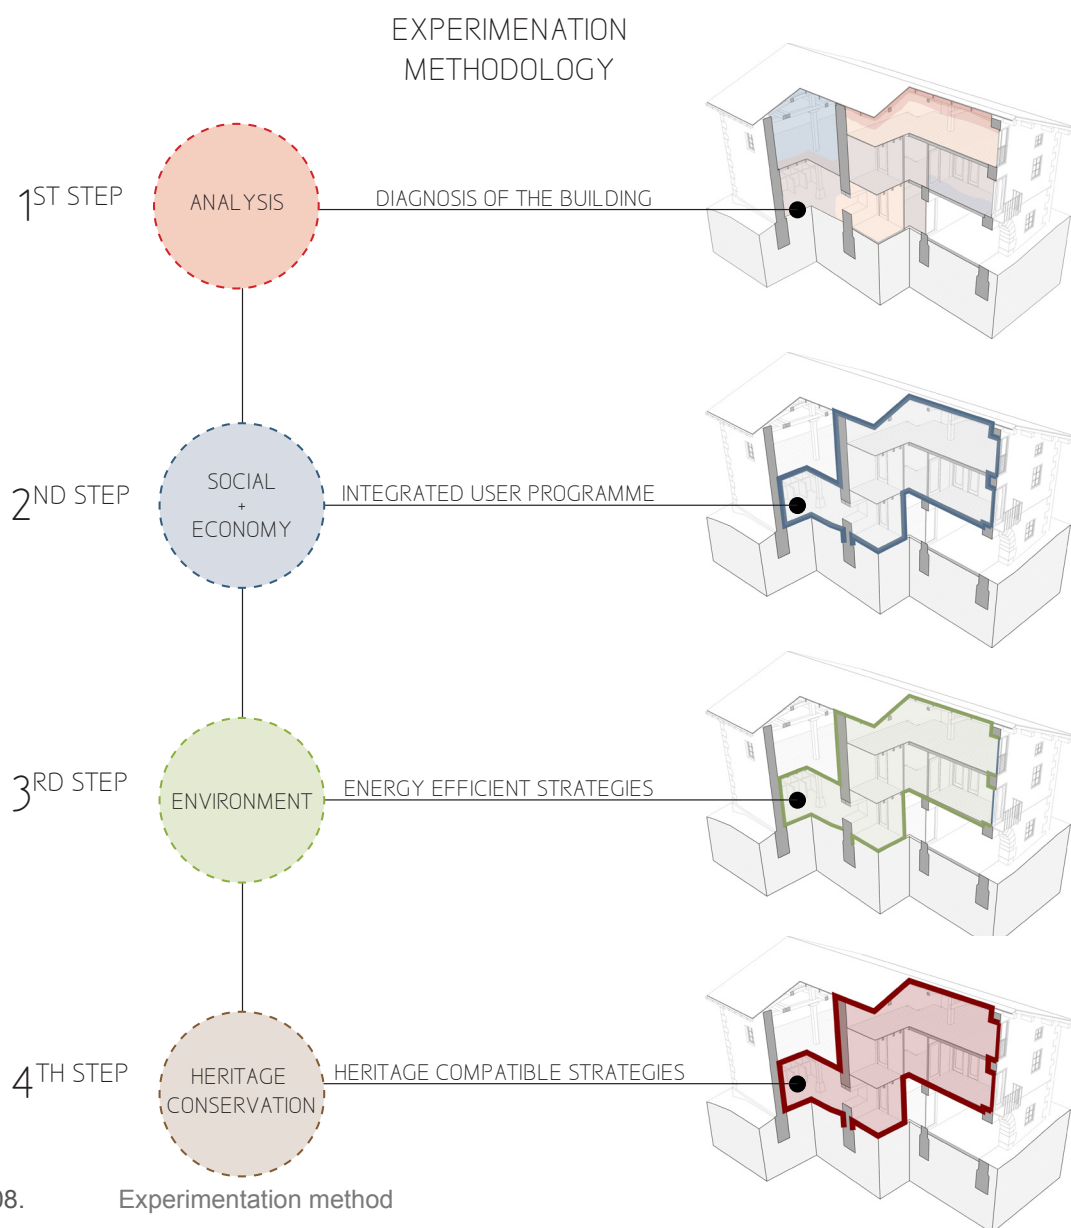 EXPERIMENATION
METHODOLOGY
1ST STEP
ANALYSIS
DIAGNOSIS OF THE BUILDING
2ND STEP
SOCIAL
+
ECONOMY
INTEGRATED USER PROGRAMME
3RD STEP
ENVIRONMENT
ENERGY EFFICIENT STRATEGIES
4TH STEP
HERITAGE
CONSERVATION
HERITAGE COMPATIBLE STRATEGIES
08. Experimentation method